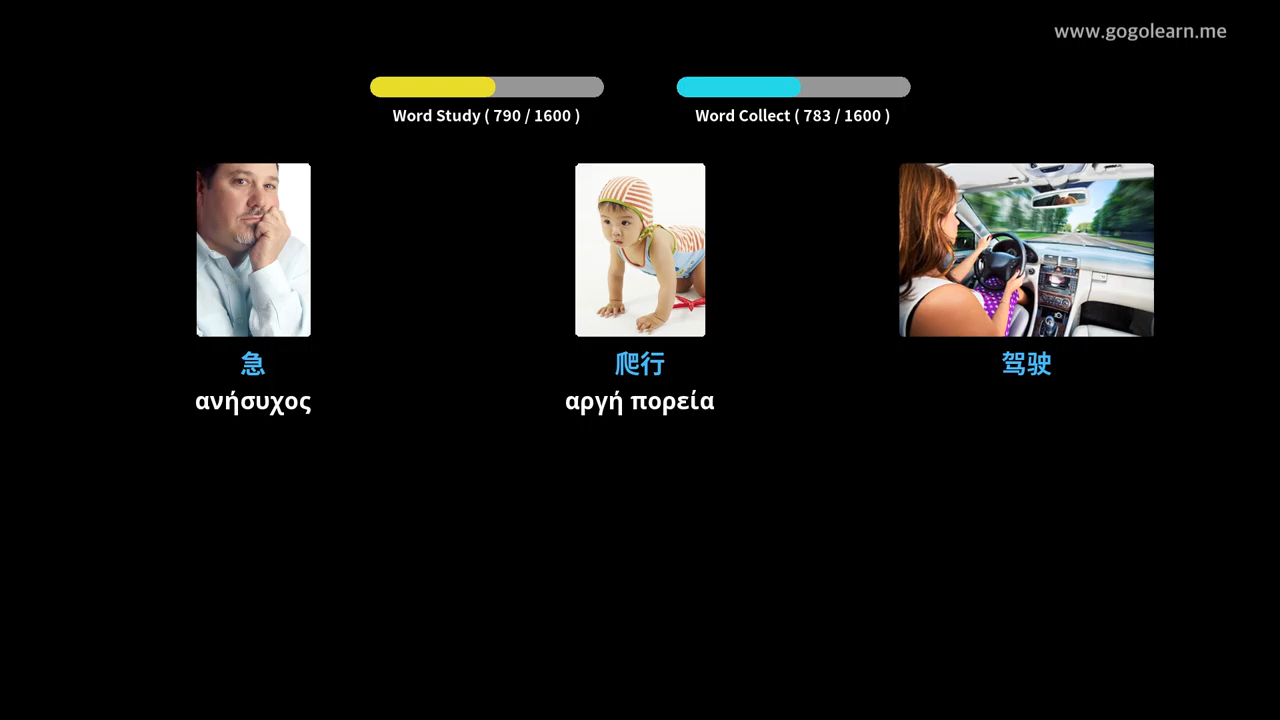 www.gogolearn.me
Word Study ( 790 / 1600 )
Word Collect ( 783 / 1600 )
急
爬行
驾驶
ανήσυχος
αργή πορεία